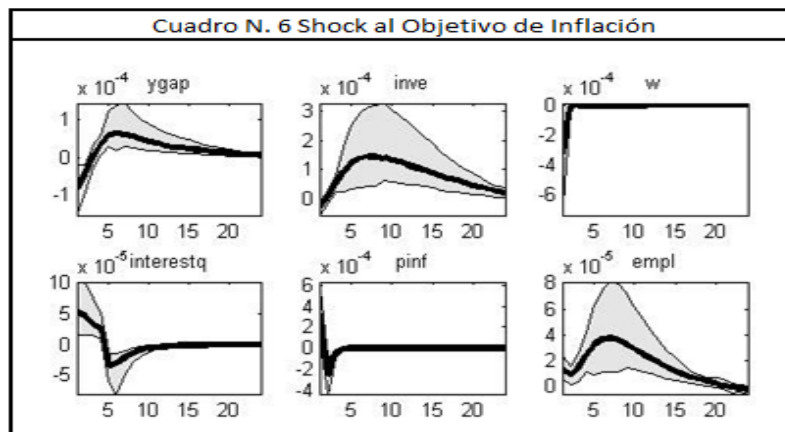 Cuadro N. 6 Shock al Objetivo de Inflación
x 10⁻⁴ ygap
1
0
-1
5 10 15 20
x 10⁻⁴ inve
3
2
1
0
5 10 15 20
x 10⁻⁴ w
0
-2
-4
-6
5 10 15 20
x 10⁻⁵ interestq
10
5
0
-5
5 10 15 20
x 10⁻⁴ pinf
6
4
2
0
-2
-4
5 10 15 20
x 10⁻⁵ empl
8
6
4
2
0
5 10 15 20